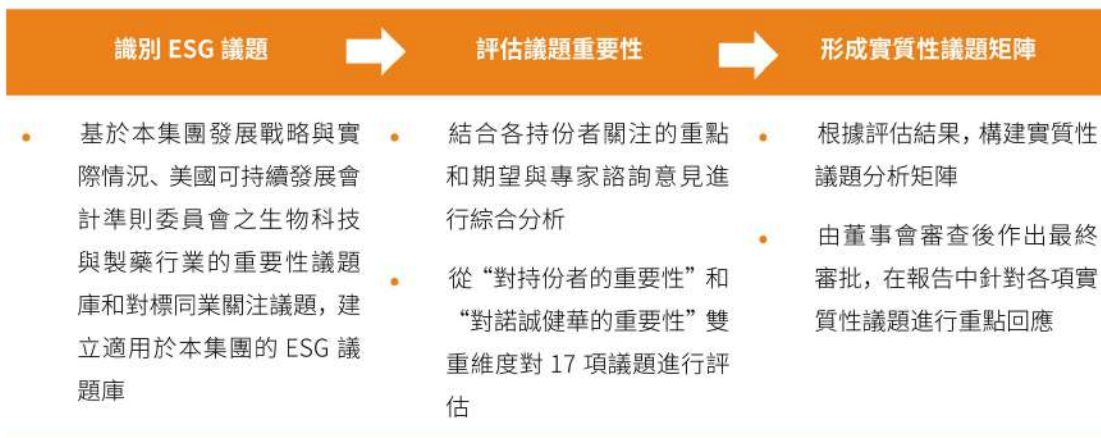 識別 ESG 議題
評估議題重要性
形成實質性議題矩陣
• 基於本集團發展戰略與實
際情況、美國可持續發展會
計準則委員會之生物科技
與製藥行業的重要性議題
庫和對標同業關注議題，建
立適用於本集團的 ESG 議
題庫
• 結合各持份者關注的重點
和期望與專家諮詢意見進
行綜合分析
• 從“對持份者的重要性”和
“對諾誠健華的重要性”雙
重維度對 17 項議題進行評
估
• 根據評估結果，構建實質性
議題分析矩陣
• 由董事會審查後作出最終
審批，在報告中針對各項實
質性議題進行重點回應